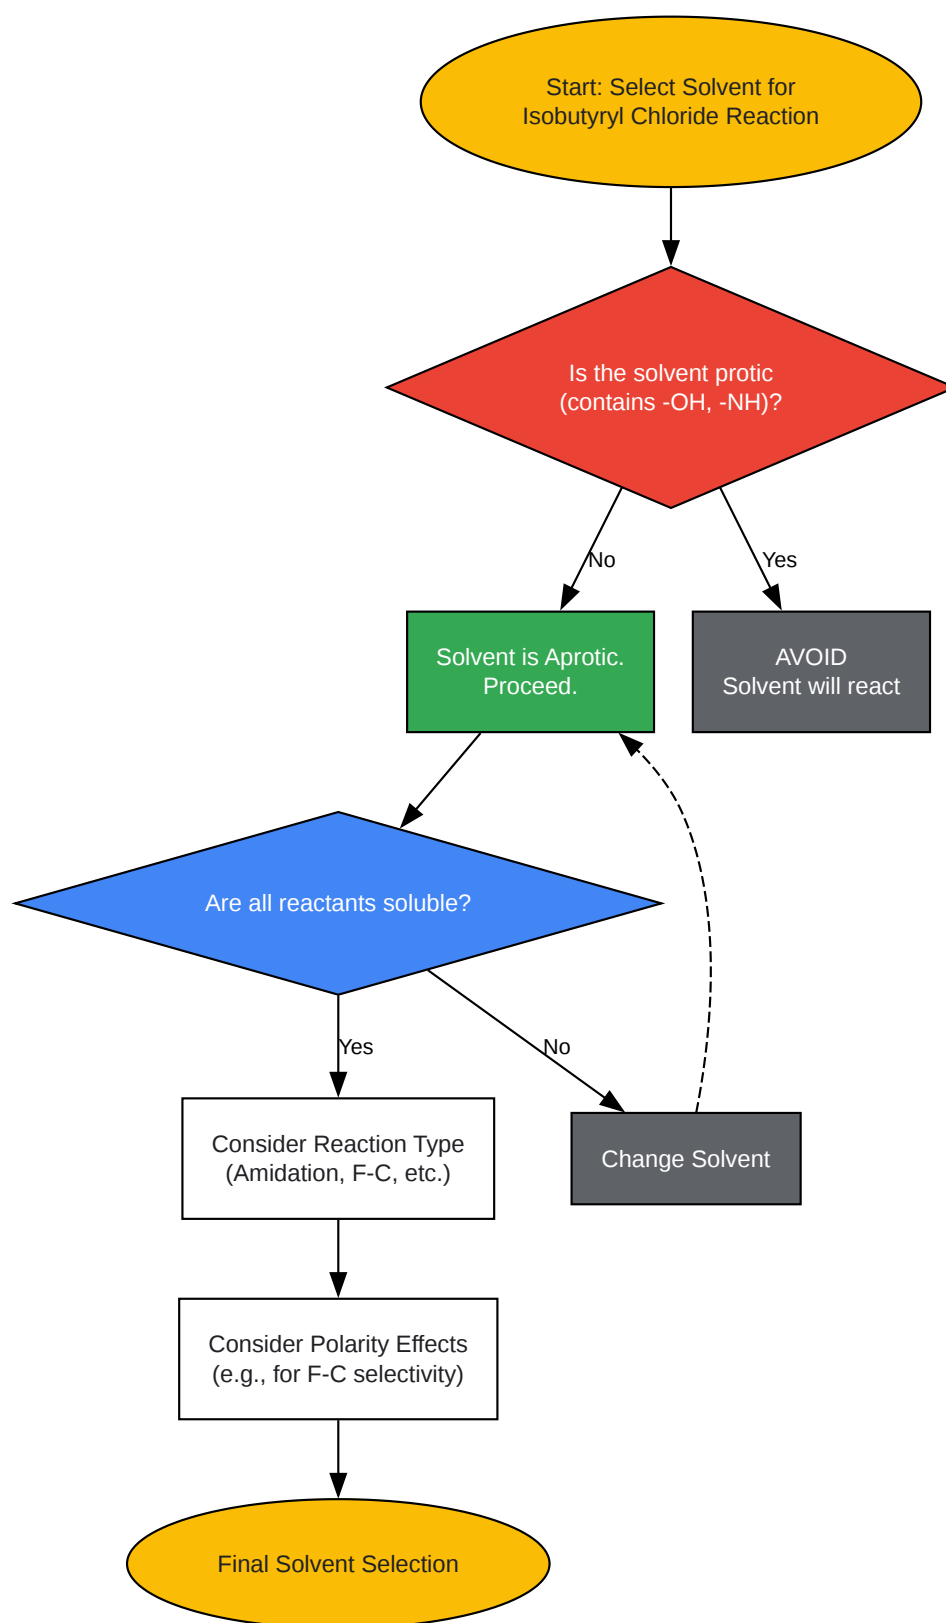 Start: Select Solvent for
Isobutyryl Chloride Reaction
Is the solvent protic
(contains -OH, -NH)?
No
Yes
Solvent is Aprotic.
Proceed.
AVOID
Solvent will react
Are all reactants soluble?
Yes
No
Consider Reaction Type
(Amidation, F-C, etc.)
Change Solvent
Consider Polarity Effects
(e.g., for F-C selectivity)
Final Solvent Selection